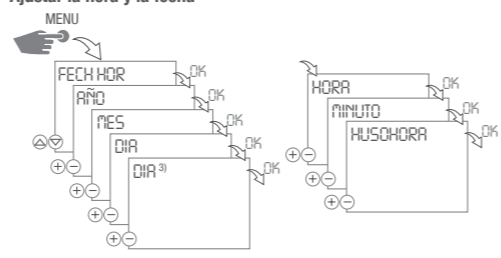 Ajustar la hora y la fecha
MENU
FECH HOR
OK
AÑO
OK
MES
OK
DIA
OK
DIA 3)
OK
HORA
OK
MINUTO
OK
HUSOHORA
OK